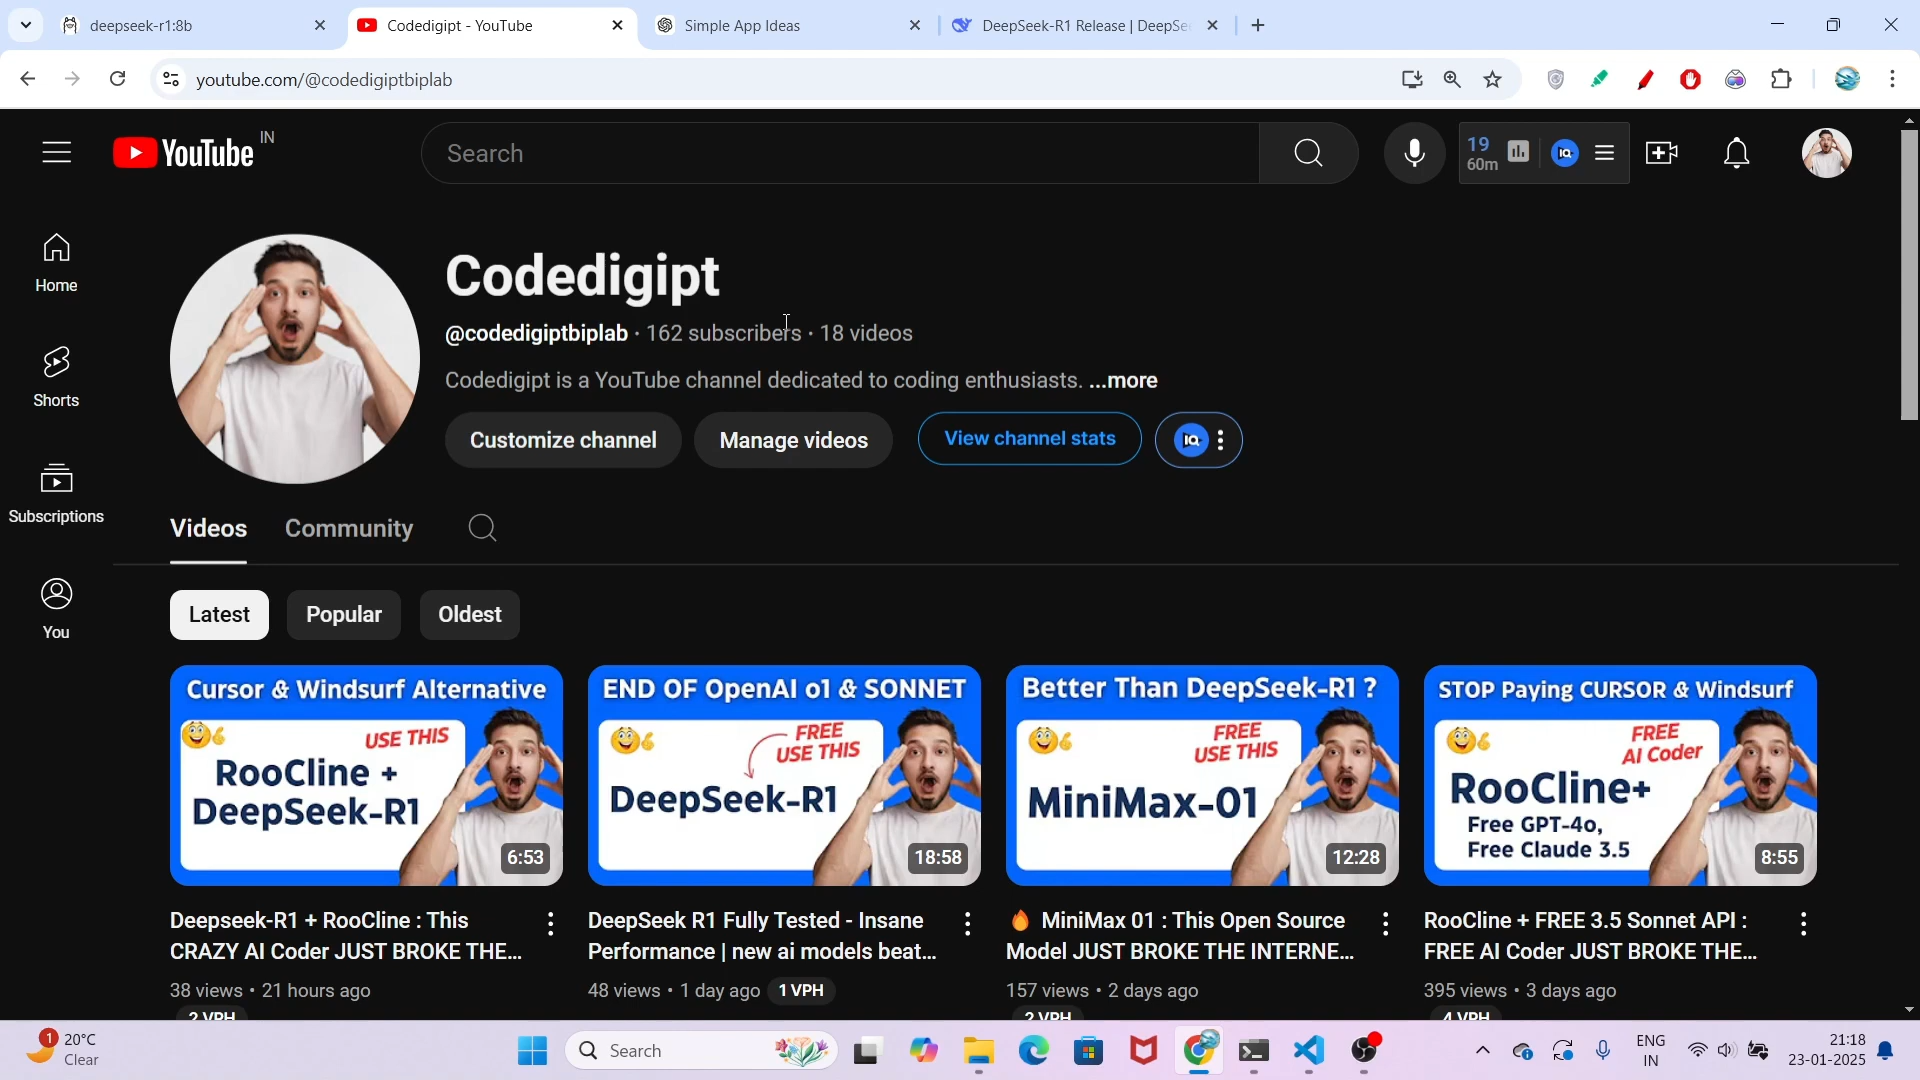 deepseek-r1:8b
Codedigipt - YouTube
Simple App Ideas
DeepSeek-R1 Release | DeepSe
youtube.com/@codedigiptbiplab
YouTube IN
Search
19
60m
IQ
Home
Shorts
Subscriptions
You
Codedigipt
@codedigiptbiplab · 162 subscribers · 18 videos
Codedigipt is a YouTube channel dedicated to coding enthusiasts. ...more
Customize channel
Manage videos
View channel stats
IQ
Videos
Community
Latest
Popular
Oldest
Cursor & Windsurf Alternative
USE THIS
RooCline +
DeepSeek-R1
6:53
Deepseek-R1 + RooCline : This
CRAZY AI Coder JUST BROKE THE...
38 views • 21 hours ago
2 VPH
END OF OpenAI o1 & SONNET
FREE
USE THIS
DeepSeek-R1
18:58
DeepSeek R1 Fully Tested - Insane
Performance | new ai models beat...
48 views • 1 day ago
1 VPH
Better Than DeepSeek-R1 ?
FREE
USE THIS
MiniMax-01
12:28
🔥 MiniMax 01 : This Open Source
Model JUST BROKE THE INTERNE...
157 views • 2 days ago
2 VPH
STOP Paying CURSOR & Windsurf
FREE
AI Coder
RooCline+
Free GPT-4o,
Free Claude 3.5
8:55
RooCline + FREE 3.5 Sonnet API :
FREE AI Coder JUST BROKE THE...
395 views • 3 days ago
4 VPH
1
20°C
Clear
Search
ENG
IN
21:18
23-01-2025